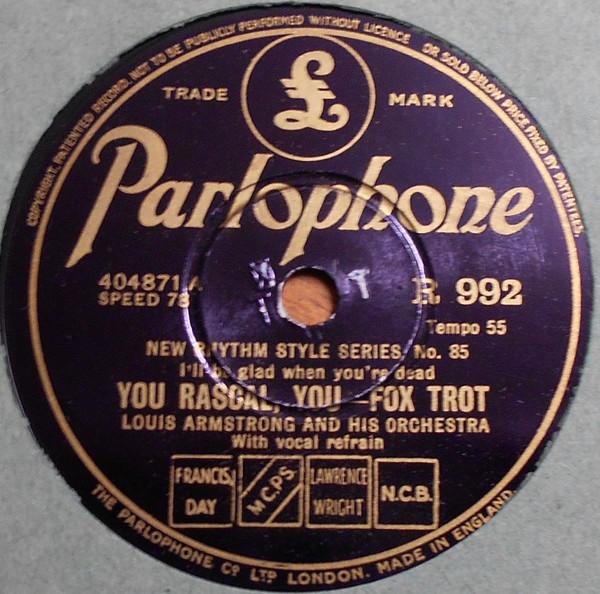 COPYRIGHT. PATENTED RECORD. NOT TO BE PUBLICLY PERFORMED WITHOUT LICENCE OR SOLD BELOW PRICE FIXED BY PATENTEES.
£
TRADE MARK
Parlophone
404871 A R 992
SPEED 78
Tempo 55
NEW RHYTHM STYLE SERIES, No. 85
I'll be glad when you're dead
YOU RASCAL, YOU—FOX TROT
LOUIS ARMSTRONG AND HIS ORCHESTRA
With vocal refrain
FRANCIS, DAY
M.C.P.S.
LAWRENCE WRIGHT
N.C.B.
THE PARLOPHONE Co LTD LONDON. MADE IN ENGLAND.